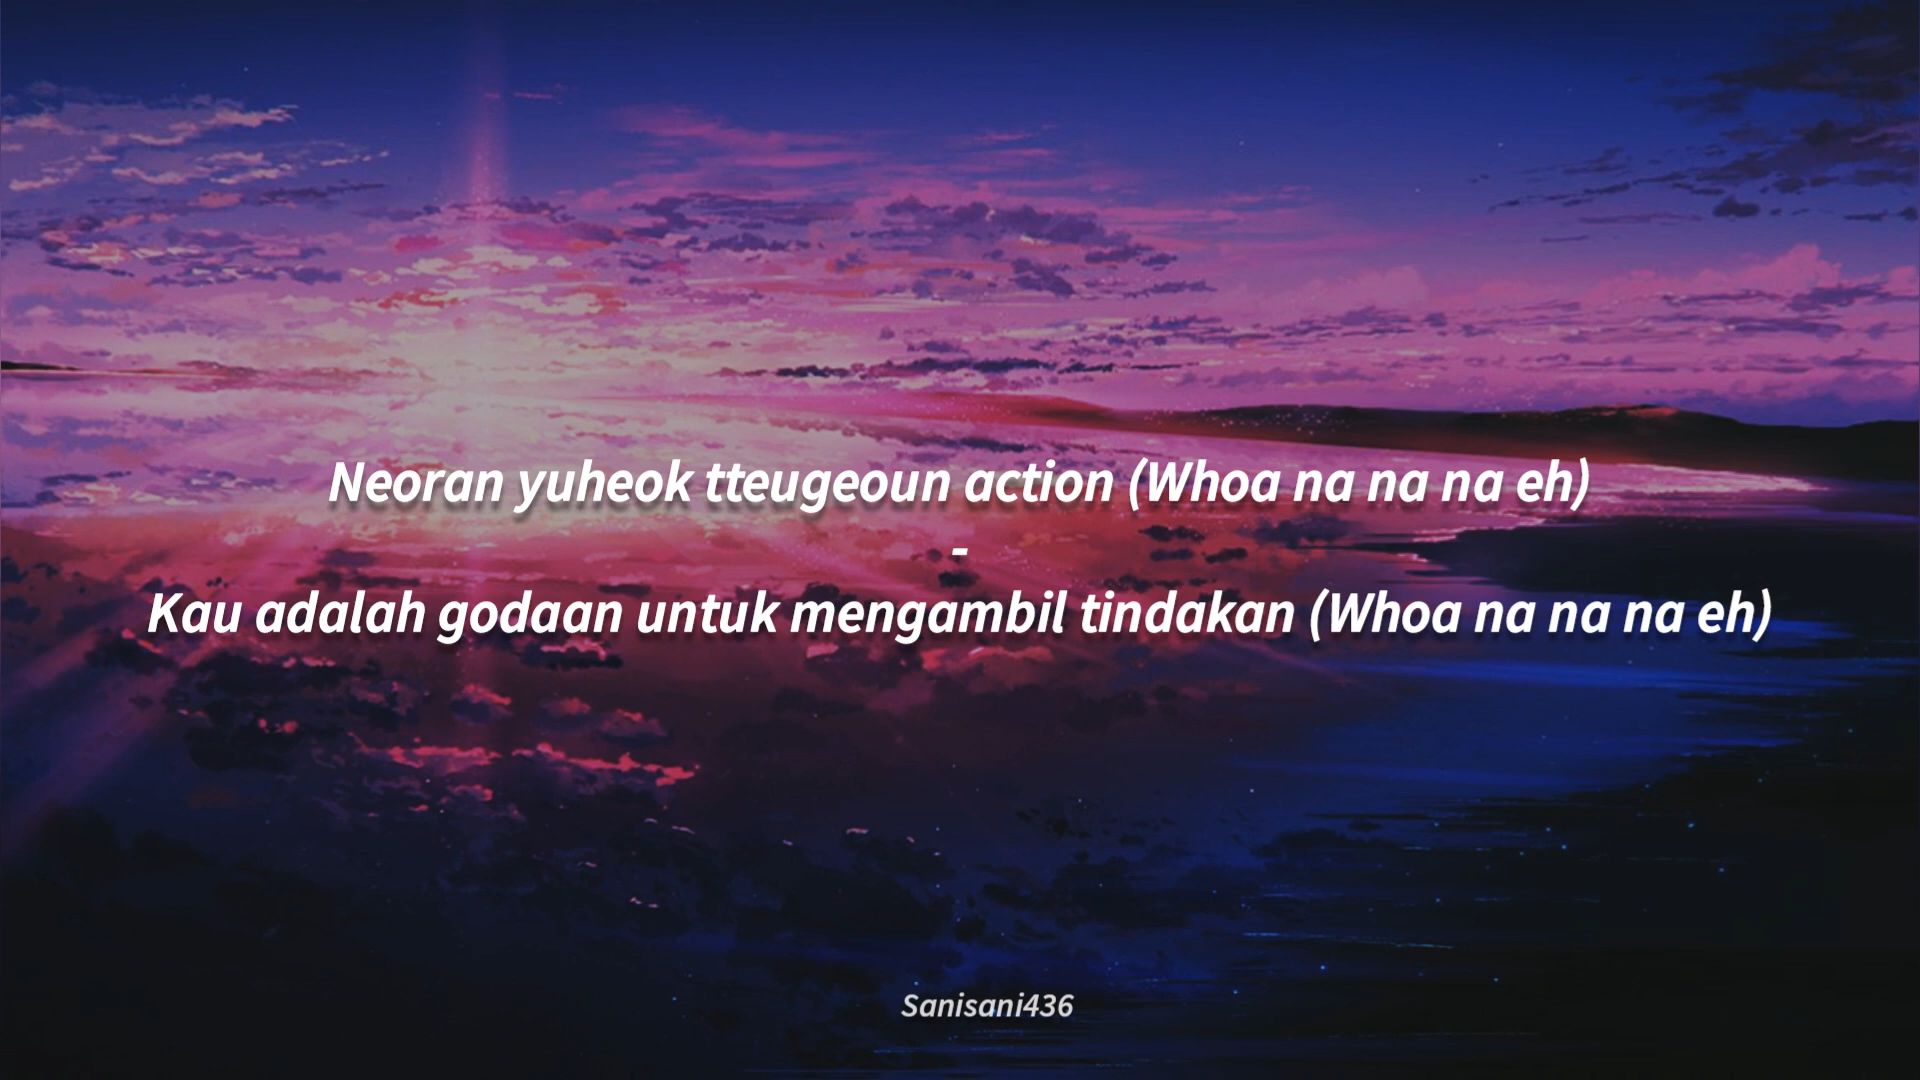 Neoran yuheok tteugeoun action (Whoa na na na eh)
-
Kau adalah godaan untuk mengambil tindakan (Whoa na na na eh)
Sanisani436